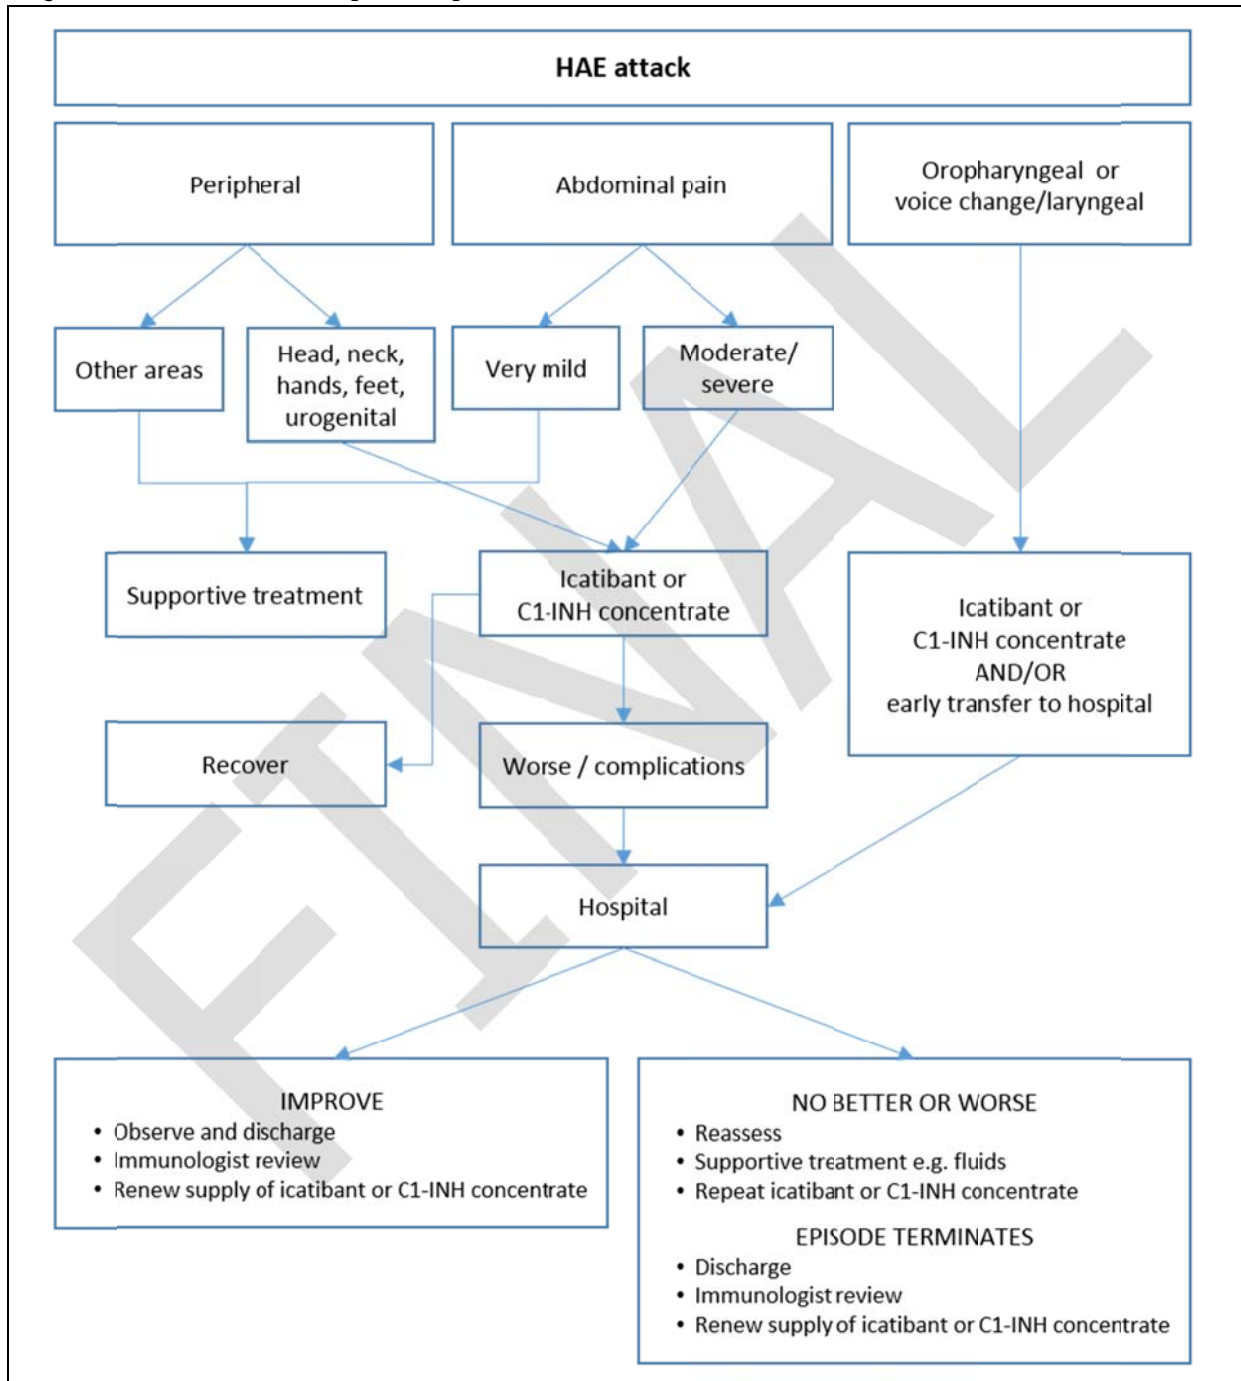 HAE attack
Peripheral
Abdominal pain
Oropharyngeal or
voice change/laryngeal
Other areas
Head, neck,
hands, feet,
urogenital
Very mild
Moderate/
severe
Supportive treatment
Icatibant or
C1-INH concentrate
Icatibant or
C1-INH concentrate
AND/OR
early transfer to hospital
Recover
Worse / complications
Hospital
IMPROVE
• Observe and discharge
• Immunologist review
• Renew supply of icatibant or C1-INH concentrate
NO BETTER OR WORSE
• Reassess
• Supportive treatment e.g. fluids
• Repeat icatibant or C1-INH concentrate
EPISODE TERMINATES
• Discharge
• Immunologist review
• Renew supply of icatibant or C1-INH concentrate
FINAL